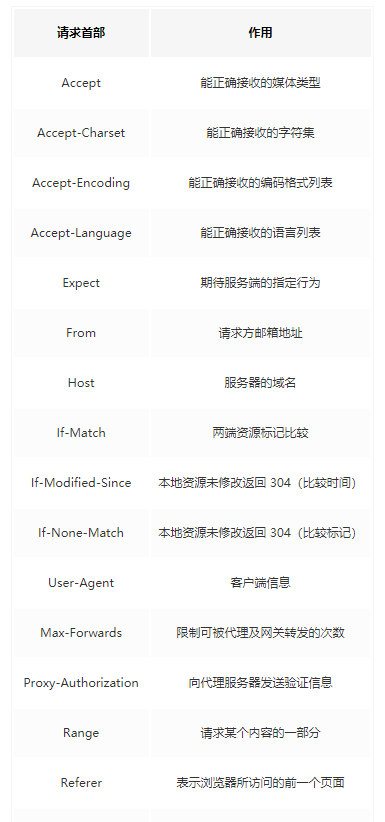 请求首部 作用
Accept 能正确接收的媒体类型
Accept-Charset 能正确接收的字符集
Accept-Encoding 能正确接收的编码格式列表
Accept-Language 能正确接收的语言列表
Expect 期待服务端的指定行为
From 请求方邮箱地址
Host 服务器的域名
If-Match 两端资源标记比较
If-Modified-Since 本地资源未修改返回 304（比较时间）
If-None-Match 本地资源未修改返回 304（比较标记）
User-Agent 客户端信息
Max-Forwards 限制可被代理及网关转发的次数
Proxy-Authorization 向代理服务器发送验证信息
Range 请求某个内容的一部分
Referer 表示浏览器所访问的前一个页面